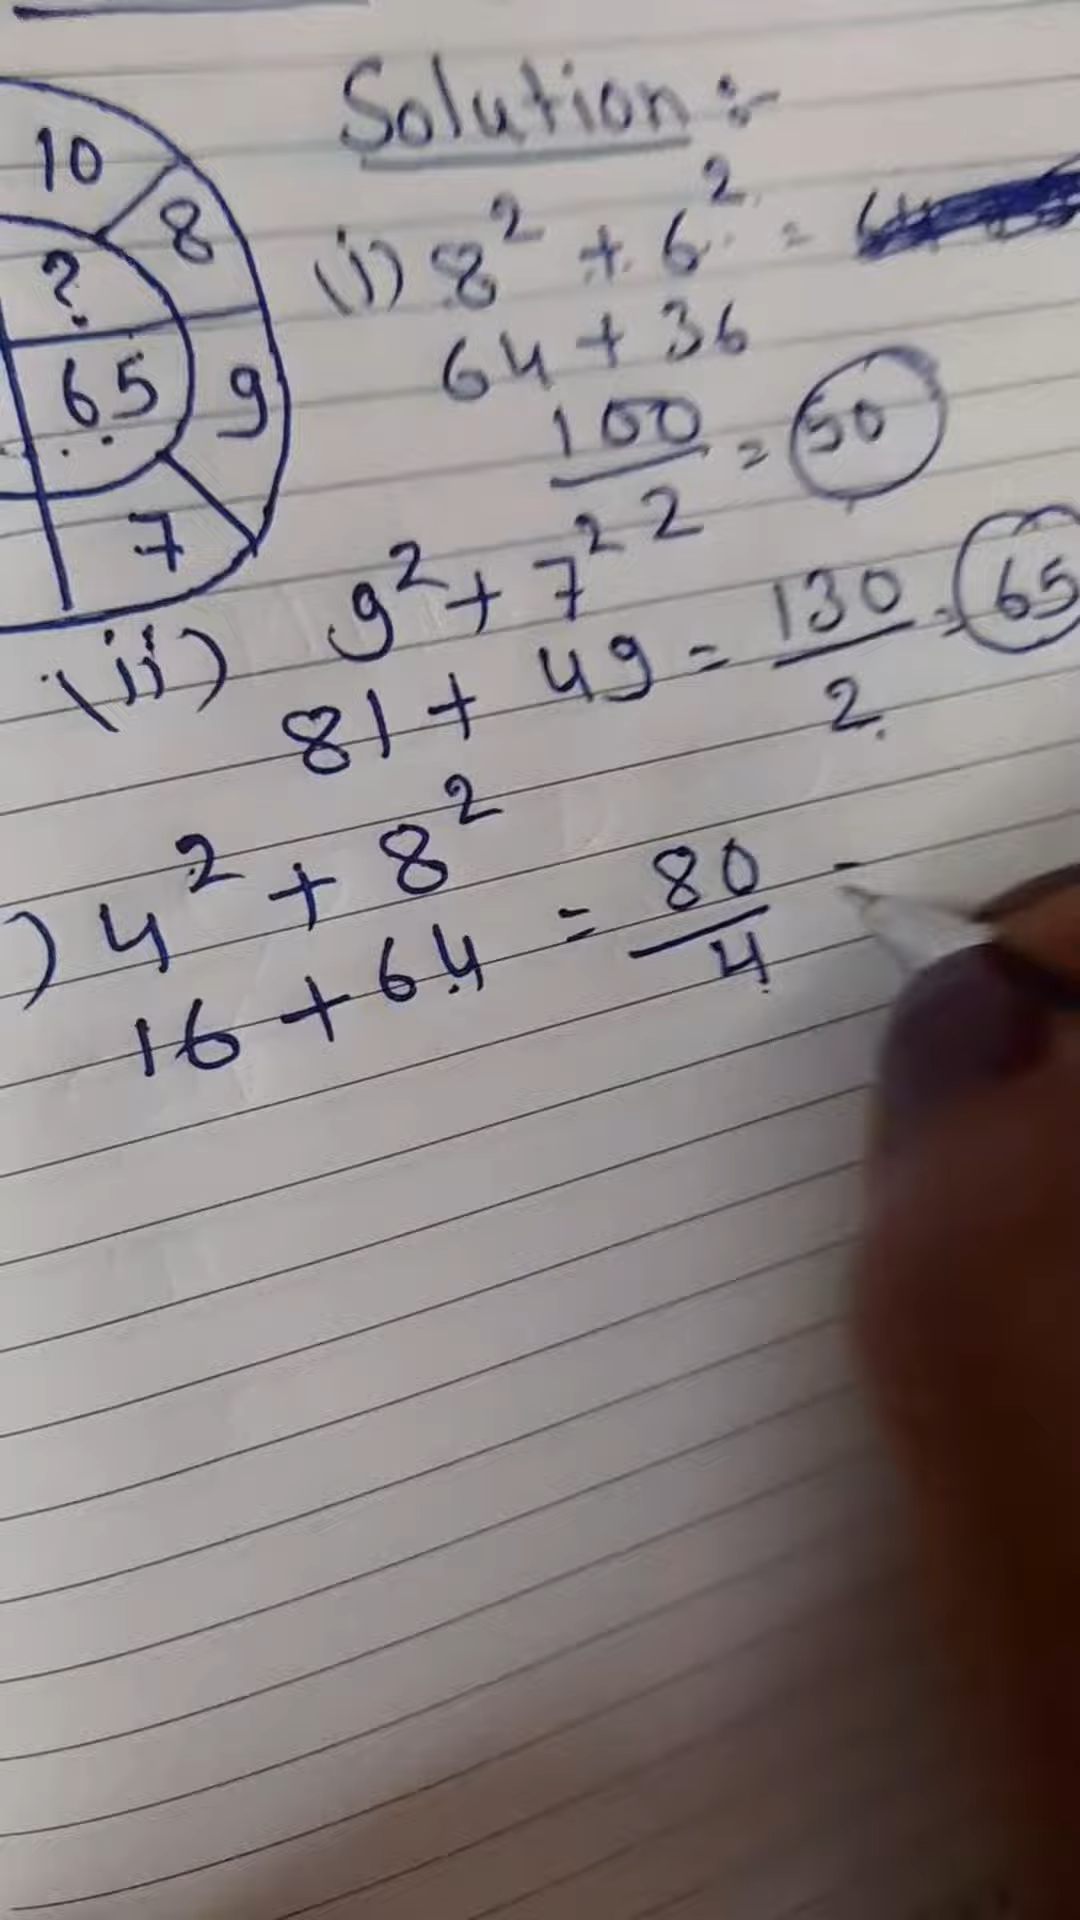 Solution :-
10
8
?
65
9
7
(i) 8² + 6² =
64 + 36
100/2 = 50
(ii) 9² + 7²
81 + 49 = 130/2 = 65
) 4² + 8²
16 + 64 = 80/4 -